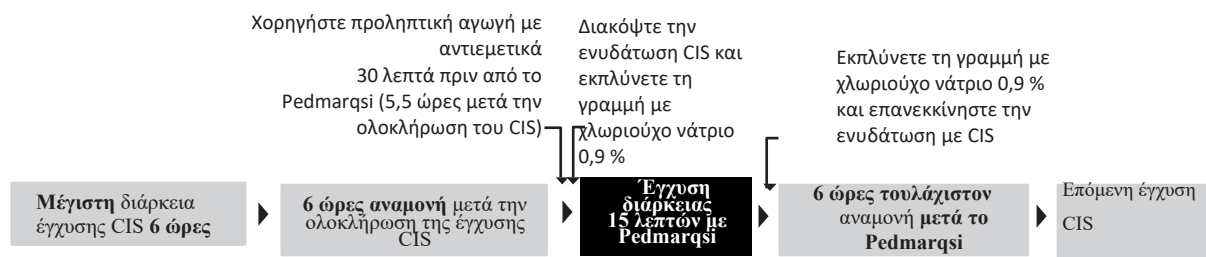 Χορηγήστε προληπτική αγωγή με
αντιεμετικά
30 λεπτά πριν από το
Pedmarqsi (5,5 ώρες μετά την
ολοκλήρωση του CIS)
Διακόψτε την
ενυδάτωση CIS και
εκπλύνετε τη
γραμμή με
χλωριούχο νάτριο
0,9 %
Εκπλύνετε τη γραμμή με
χλωριούχο νάτριο 0,9 %
και επανεκκίνηστε την
ενυδάτωση με CIS
Μέγιστη διάρκεια
έγχυσης CIS 6 ώρες
6 ώρες αναμονή μετά την
ολοκλήρωση της έγχυσης
CIS
Έγχυση
διάρκειας
15 λεπτών με
Pedmarqsi
6 ώρες τουλάχιστον
αναμονή μετά το
Pedmarqsi
Επόμενη έγχυση
CIS